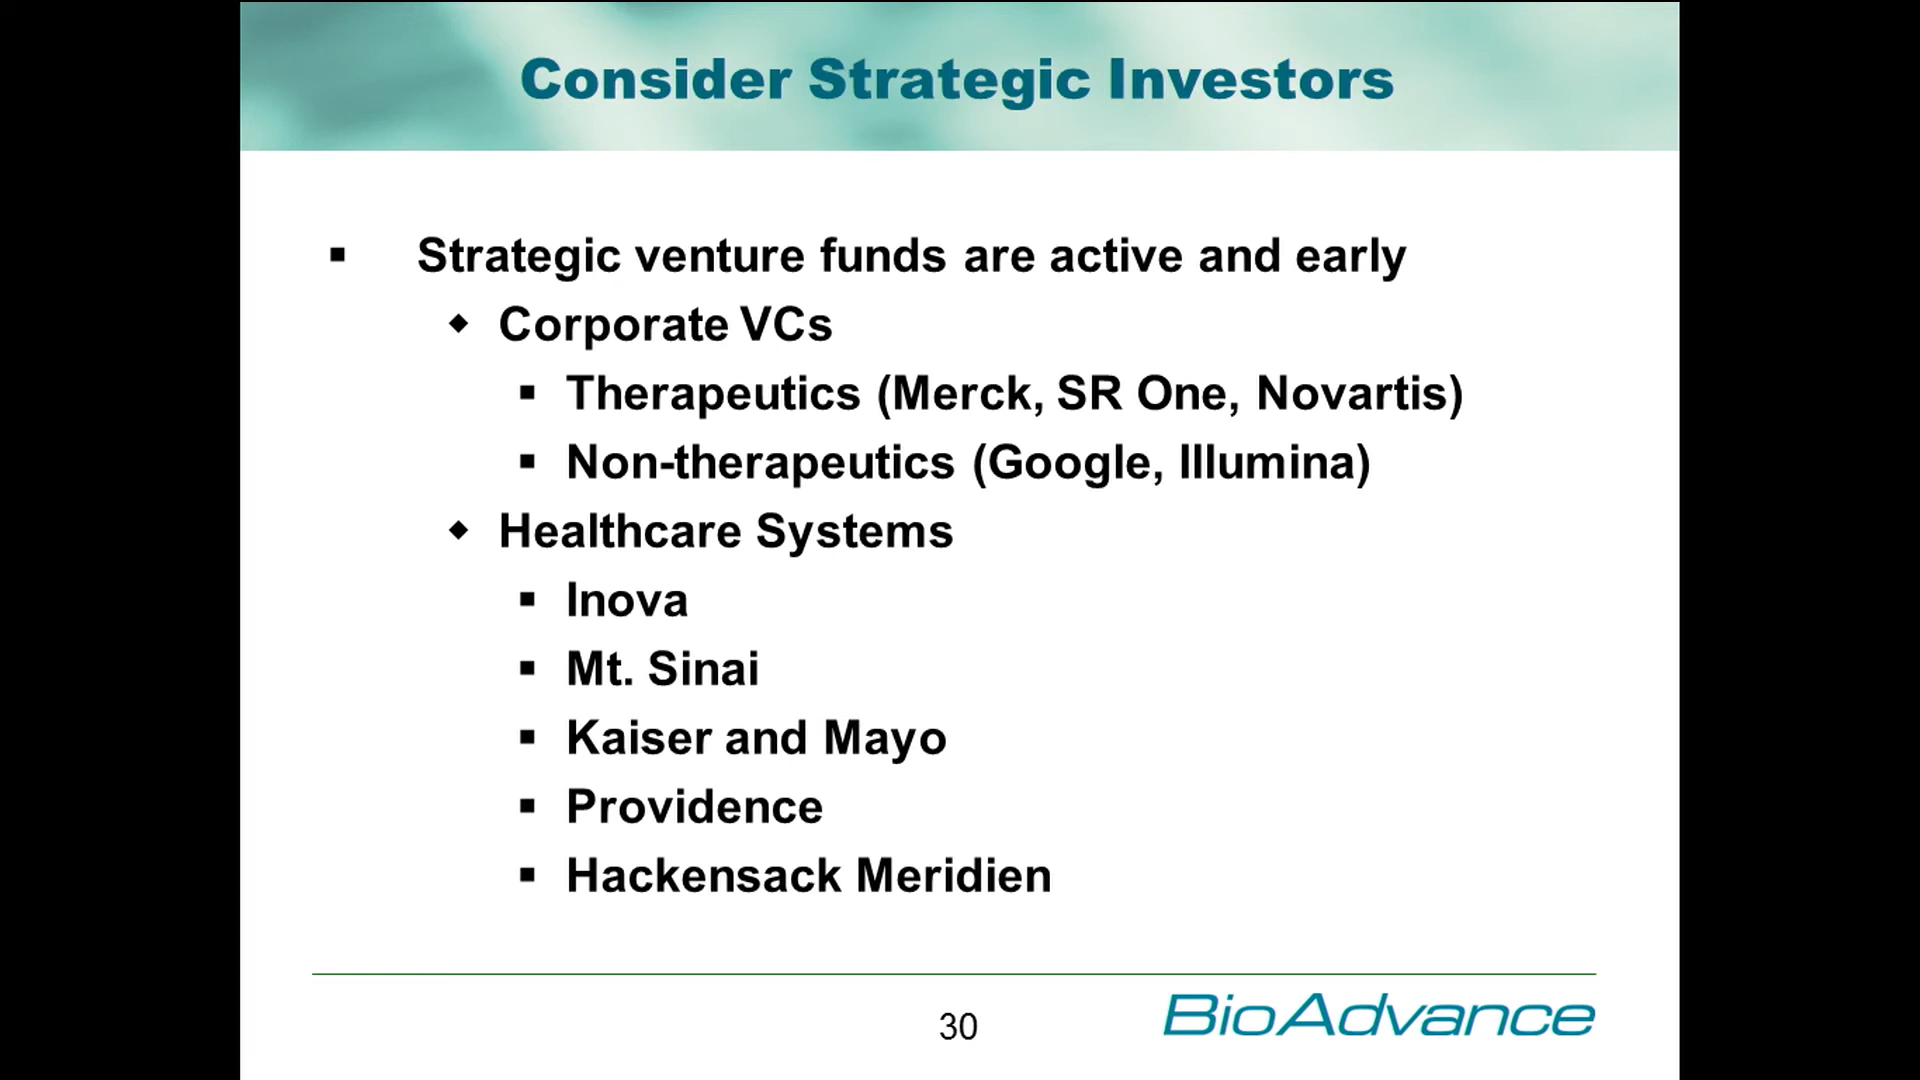 Consider Strategic Investors
Strategic venture funds are active and early
Corporate VCs
Therapeutics (Merck, SR One, Novartis)
Non-therapeutics (Google, Illumina)
Healthcare Systems
Inova
Mt. Sinai
Kaiser and Mayo
Providence
Hackensack Meridien
30
BioAdvance